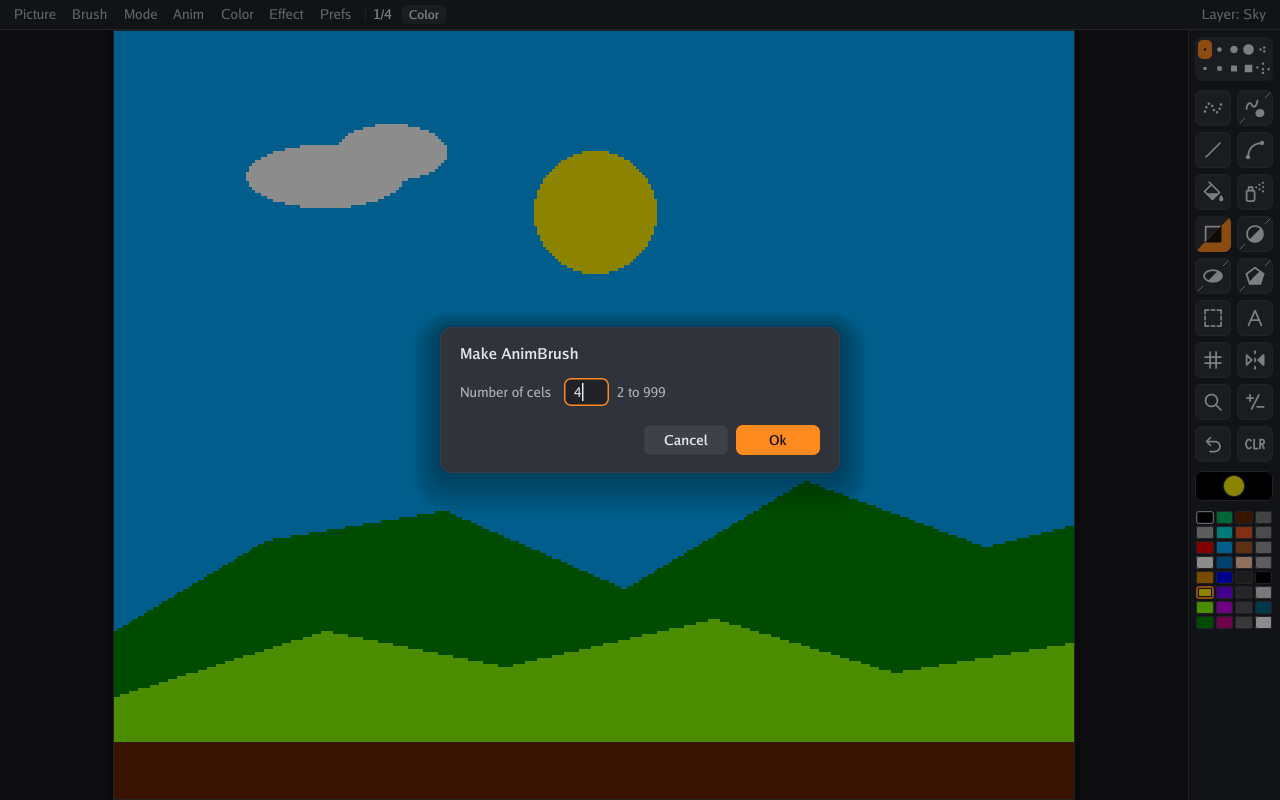 Picture Brush Mode Anim Color Effect Prefs 1/4 Color Layer: Sky
Make AnimBrush
Number of cels 4 2 to 999
Cancel Ok
A
CLR